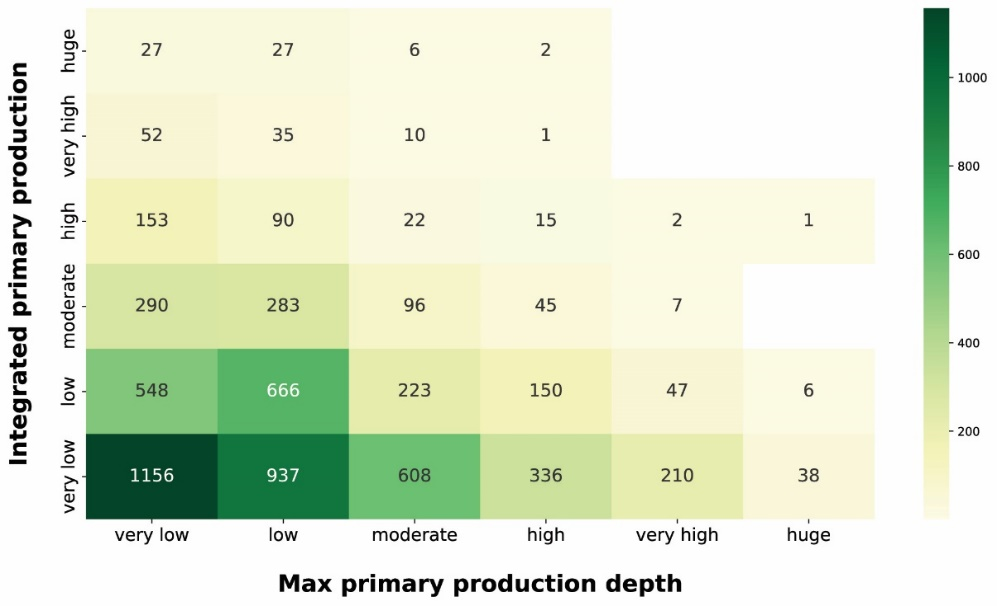 Integrated primary production
huge 27 27 6 2
very high 52 35 10 1
high 153 90 22 15 2 1
moderate 290 283 96 45 7
low 548 666 223 150 47 6
very low 1156 937 608 336 210 38
very low low moderate high very high huge
Max primary production depth
1000
800
600
400
200